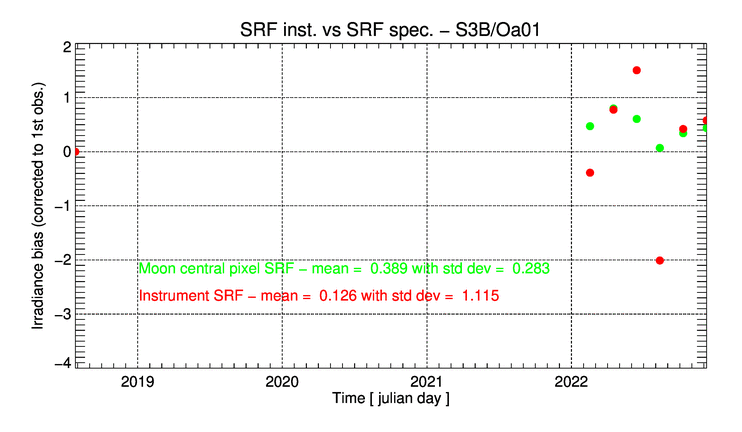 SRF inst. vs SRF spec. − S3B/Oa01
2
1
0
−1
−2
−3
−4
Irradiance bias (corrected to 1st obs.)
Moon central pixel SRF − mean =  0.389 with std dev =  0.283
Instrument SRF − mean =  0.126 with std dev =  1.115
2019 2020 2021 2022
Time [ julian day ]